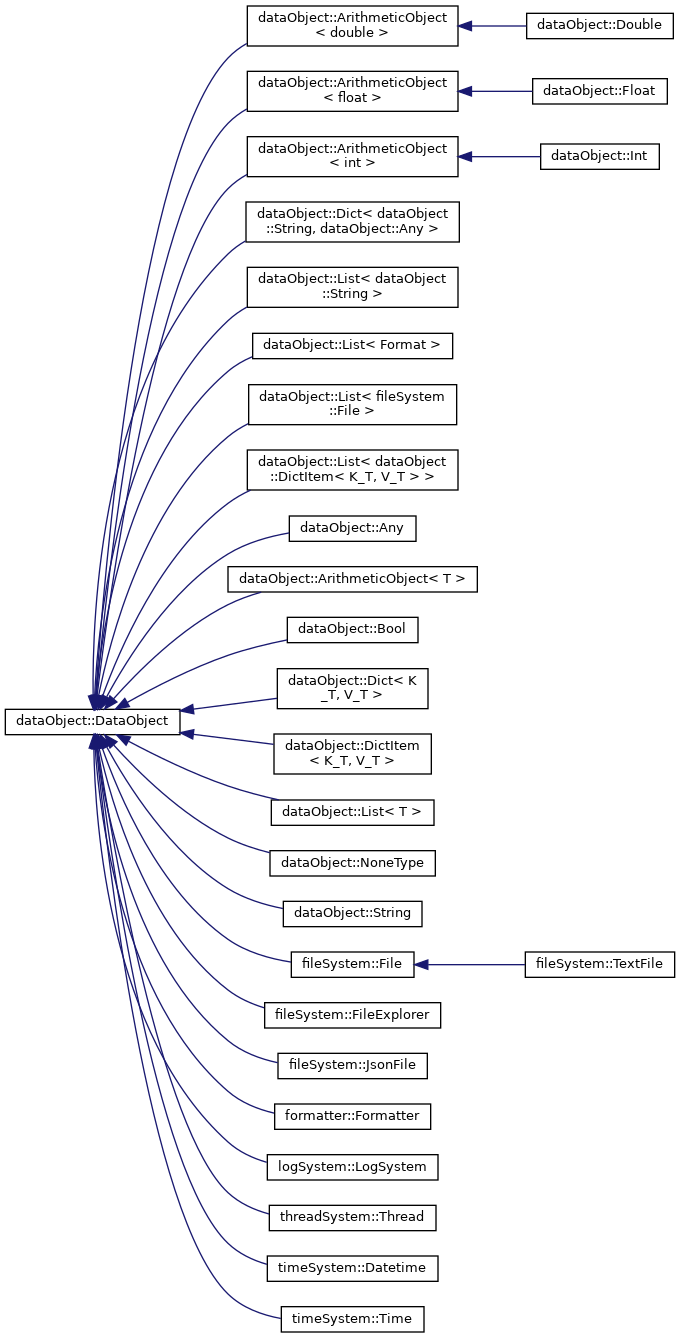 dataObject::ArithmeticObject
< double >
dataObject::Double
dataObject::ArithmeticObject
< float >
dataObject::Float
dataObject::ArithmeticObject
< int >
dataObject::Int
dataObject::Dict< dataObject
::String, dataObject::Any >
dataObject::List< dataObject
::String >
dataObject::List< Format >
dataObject::List< fileSystem
::File >
dataObject::List< dataObject
::DictItem< K_T, V_T > >
dataObject::Any
dataObject::ArithmeticObject< T >
dataObject::Bool
dataObject::Dict< K
_T, V_T >
dataObject::DataObject
dataObject::DictItem
< K_T, V_T >
dataObject::List< T >
dataObject::NoneType
dataObject::String
fileSystem::File
fileSystem::TextFile
fileSystem::FileExplorer
fileSystem::JsonFile
formatter::Formatter
logSystem::LogSystem
threadSystem::Thread
timeSystem::Datetime
timeSystem::Time